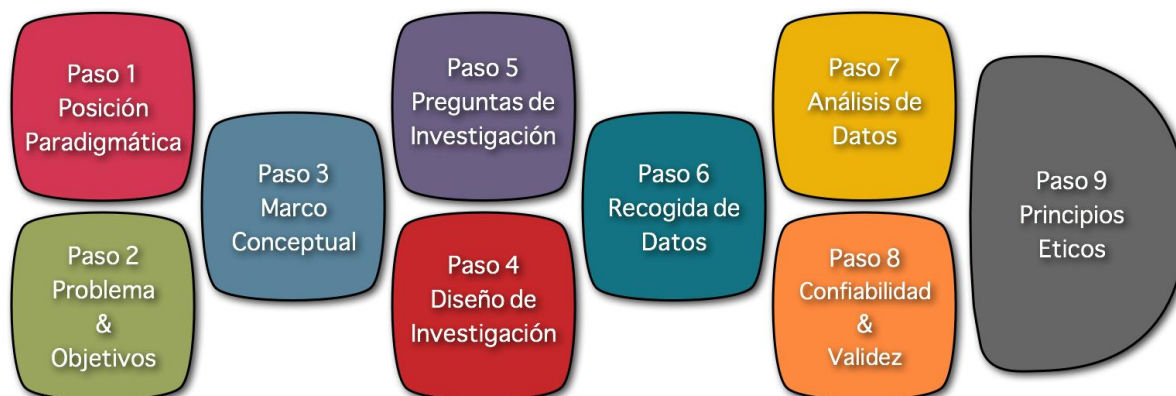 Paso 1
Posición
Paradigmática
Paso 2
Problema
&
Objetivos
Paso 3
Marco
Conceptual
Paso 5
Preguntas de
Investigación
Paso 4
Diseño de
Investigación
Paso 6
Recogida de
Datos
Paso 7
Análisis de
Datos
Paso 8
Confiabilidad
&
Validez
Paso 9
Principios
Eticos